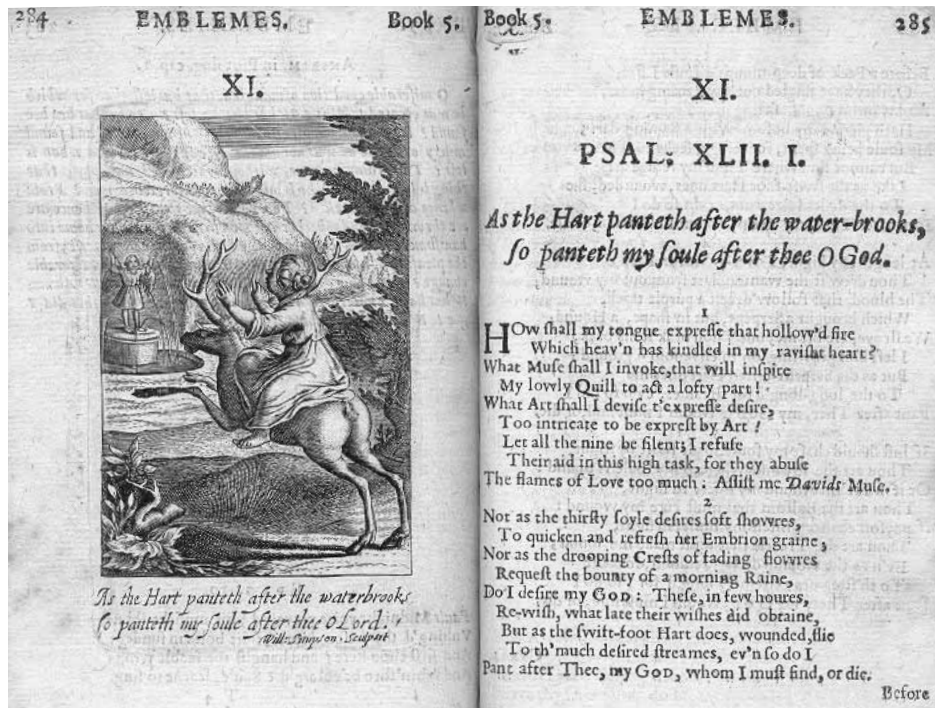 284 EMBLEMES. Book 5.
XI.
As the Hart panteth after the waterbrooks
ſo panteth my ſoule after thee O Lord.
Will: Simpson. Sculpsit
Book 5. EMBLEMES. 285
XI.
PSAL; XLII. I.
As the Hart panteth after the water-brooks,
ſo panteth my ſoule after thee O God.
1
HOw ſhall my tongue expreſſe that hollow'd fire
Which heav'n has kindled in my raviſht heart?
What Muſe ſhall I invoke, that will inſpire
My lowly Quill to act a lofty part!
What Art ſhall I deviſe t'expreſſe deſire,
Too intricate to be expreſt by Art!
Let all the nine be ſilent; I refuſe
Their aid in this high task, for they abuſe
The flames of Love too much: Aſſiſt me Davids Muſe.
2
Not as the thirſty ſoyle deſires ſoft ſhowres,
To quicken and refreſh her Embrion graine;
Nor as the drooping Creſts of fading flowres
Requeſt the bounty of a morning Raine,
Do I deſire my GOD: Theſe, in few houres,
Re-wiſh, what late their wiſhes did obtaine,
But as the ſwift-foot Hart does, wounded, flie
To th'much deſired ſtreames, ev'n ſo do I
Pant after Thee, my GOD, whom I muſt find, or die.
Before